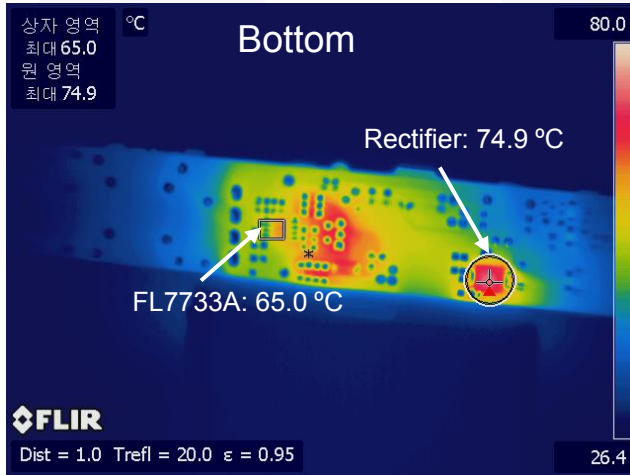 상자 영역 °C
최대 65.0
원 영역
최대 74.9
Bottom
80.0
Rectifier: 74.9 ºC
FL7733A: 65.0 ºC
FLIR
Dist = 1.0 Trefl = 20.0 ε = 0.95
26.4